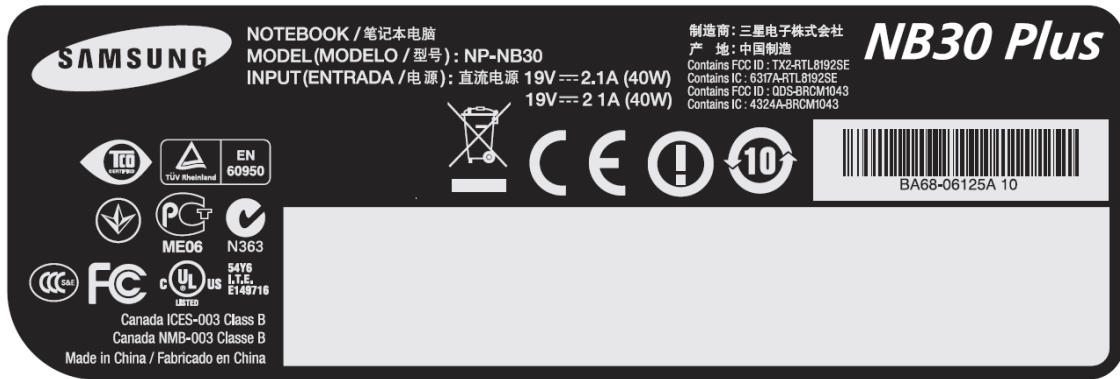 SAMSUNG
NOTEBOOK / 笔记本电脑
MODEL (MODELO / 型号) : NP-NB30
INPUT (ENTRADA / 电源) : 直流电源 19V⎓2.1A (40W)
19V⎓2 1A (40W)
制造商 : 三星电子株式会社
产 地 : 中国制造
Contains FCC ID : TX2-RTL8192SE
Contains IC : 6317A-RTL8192SE
Contains FCC ID : QDS-BRCM1043
Contains IC : 4324A-BRCM1043
NB30 Plus
TCO
CERTIFIED
TÜV Rheinland
EN
60950
CE
10
BA68-06125A 10
PCT
ME06
N363
CCC S&E
FC
c UL US
LISTED
54Y6
I.T.E.
E149716
Canada ICES-003 Class B
Canada NMB-003 Classe B
Made in China / Fabricado en China